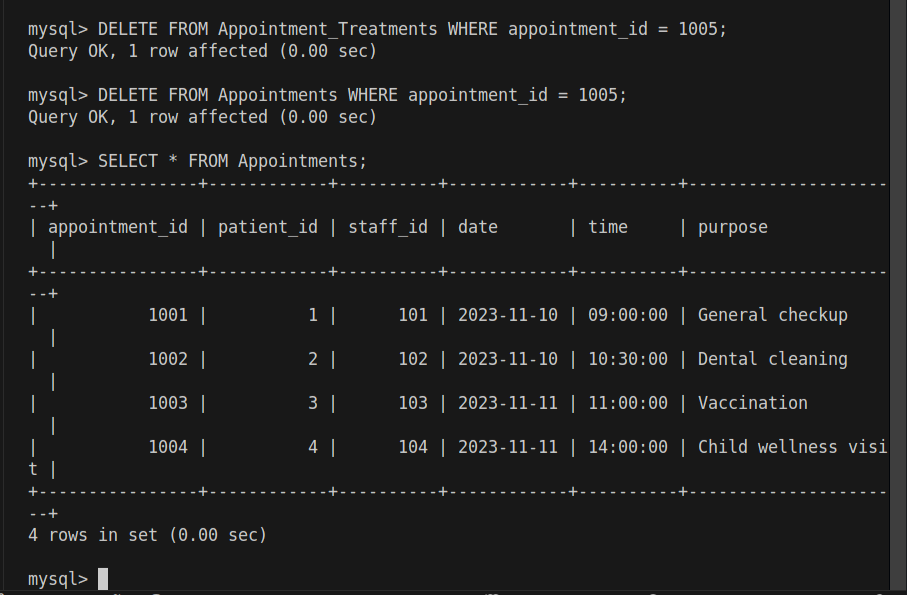 mysql> DELETE FROM Appointment_Treatments WHERE appointment_id = 1005;
Query OK, 1 row affected (0.00 sec)
mysql> DELETE FROM Appointments WHERE appointment_id = 1005;
Query OK, 1 row affected (0.00 sec)
mysql> SELECT * FROM Appointments;
+----------------+------------+----------+------------+----------+---------------------
--+
| appointment_id | patient_id | staff_id | date       | time     | purpose
  |
+----------------+------------+----------+------------+----------+---------------------
--+
|           1001 |          1 |      101 | 2023-11-10 | 09:00:00 | General checkup
  |
|           1002 |          2 |      102 | 2023-11-10 | 10:30:00 | Dental cleaning
  |
|           1003 |          3 |      103 | 2023-11-11 | 11:00:00 | Vaccination
  |
|           1004 |          4 |      104 | 2023-11-11 | 14:00:00 | Child wellness visi
t |
+----------------+------------+----------+------------+----------+---------------------
--+
4 rows in set (0.00 sec)
mysql>